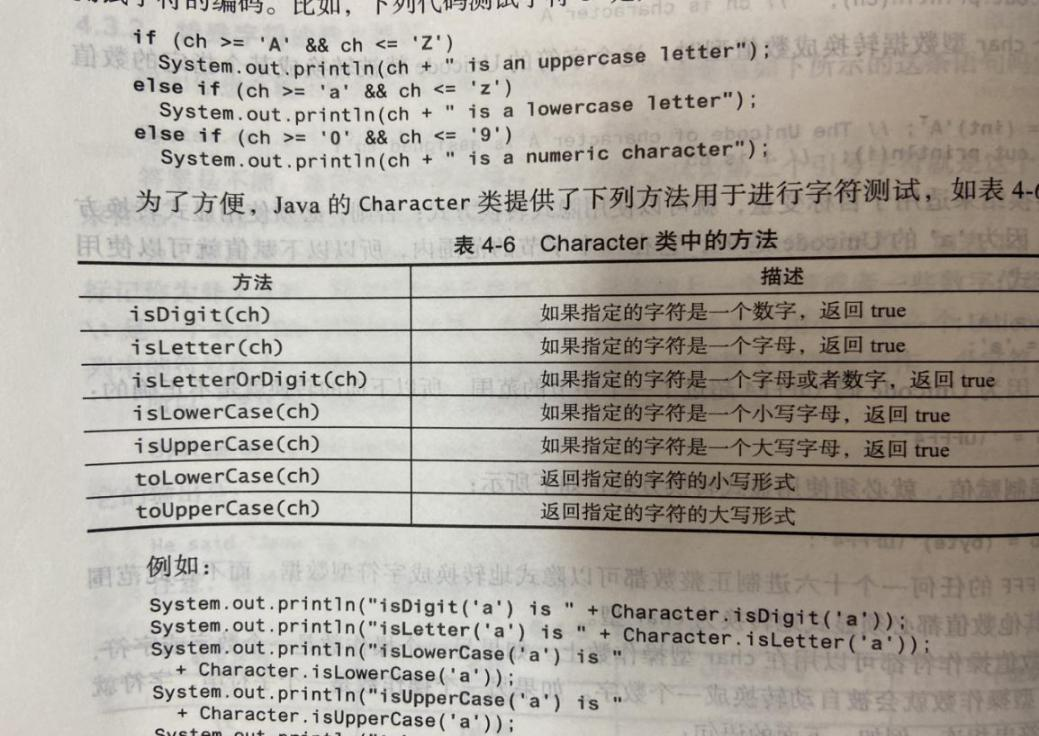 if (ch >= 'A' && ch <= 'Z')
System.out.println(ch + " is an uppercase letter");
else if (ch >= 'a' && ch <= 'z')
System.out.println(ch + " is a lowercase letter");
else if (ch >= '0' && ch <= '9')
System.out.println(ch + " is a numeric character");
为了方便，Java 的 Character 类提供了下列方法用于进行字符测试，如表 4-6
表 4-6 Character 类中的方法
方法 描述
isDigit(ch) 如果指定的字符是一个数字，返回 true
isLetter(ch) 如果指定的字符是一个字母，返回 true
isLetterOrDigit(ch) 如果指定的字符是一个字母或者数字，返回 true
isLowerCase(ch) 如果指定的字符是一个小写字母，返回 true
isUpperCase(ch) 如果指定的字符是一个大写字母，返回 true
toLowerCase(ch) 返回指定的字符的小写形式
toUpperCase(ch) 返回指定的字符的大写形式
例如：
System.out.println("isDigit('a') is " + Character.isDigit('a'));
System.out.println("isLetter('a') is " + Character.isLetter('a'));
System.out.println("isLowerCase('a') is "
+ Character.isLowerCase('a'));
System.out.println("isUpperCase('a') is "
+ Character.isUpperCase('a'));